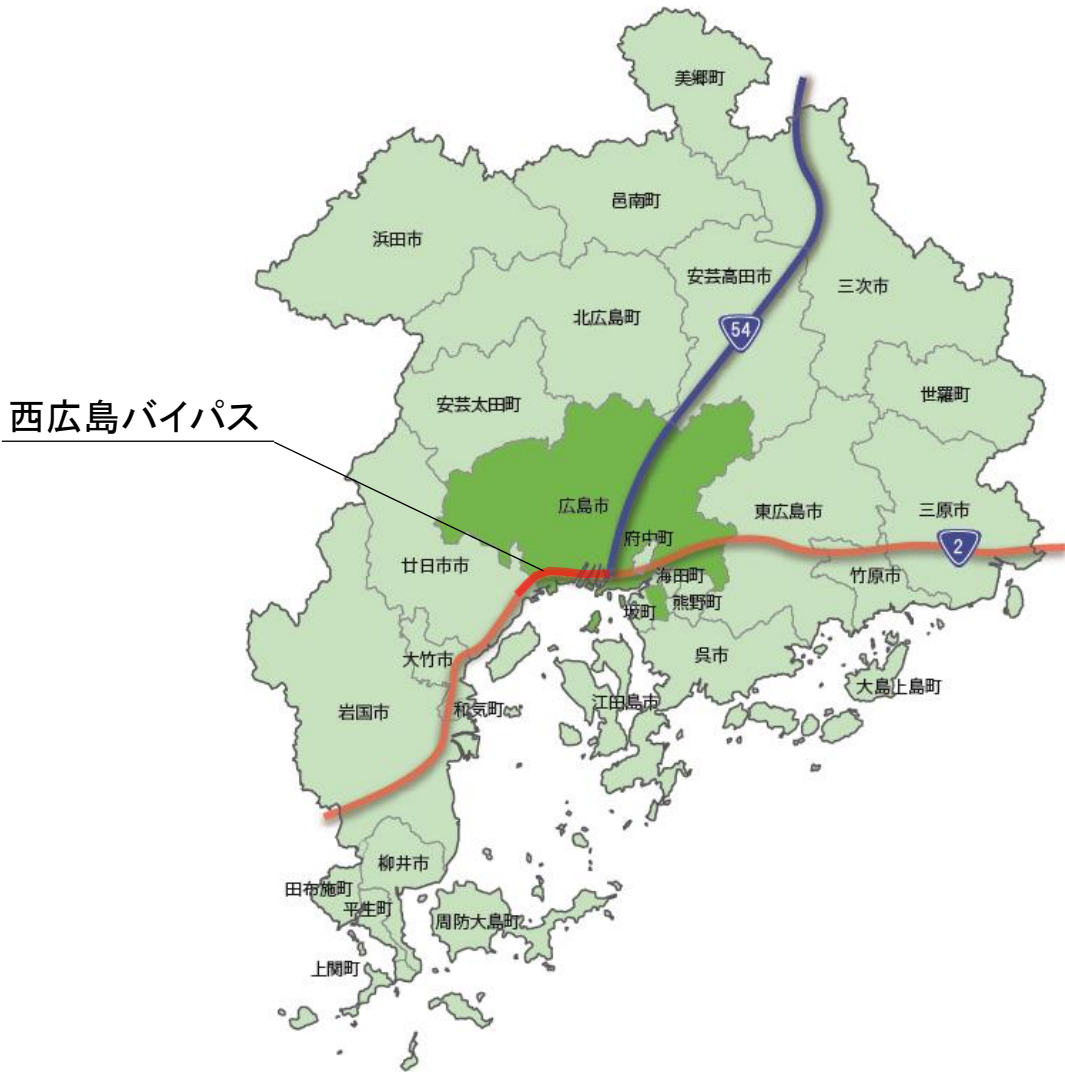 美郷町
邑南町
浜田市
安芸高田市
三次市
北広島町
54
世羅町
安芸太田町
西広島バイパス
広島市
東広島市
三原市
府中町
2
廿日市市
海田町
竹原市
坂町
熊野町
大竹市
呉市
大島上島町
江田島市
岩国市
和気町
柳井市
田布施町
平生町
周防大島町
上関町